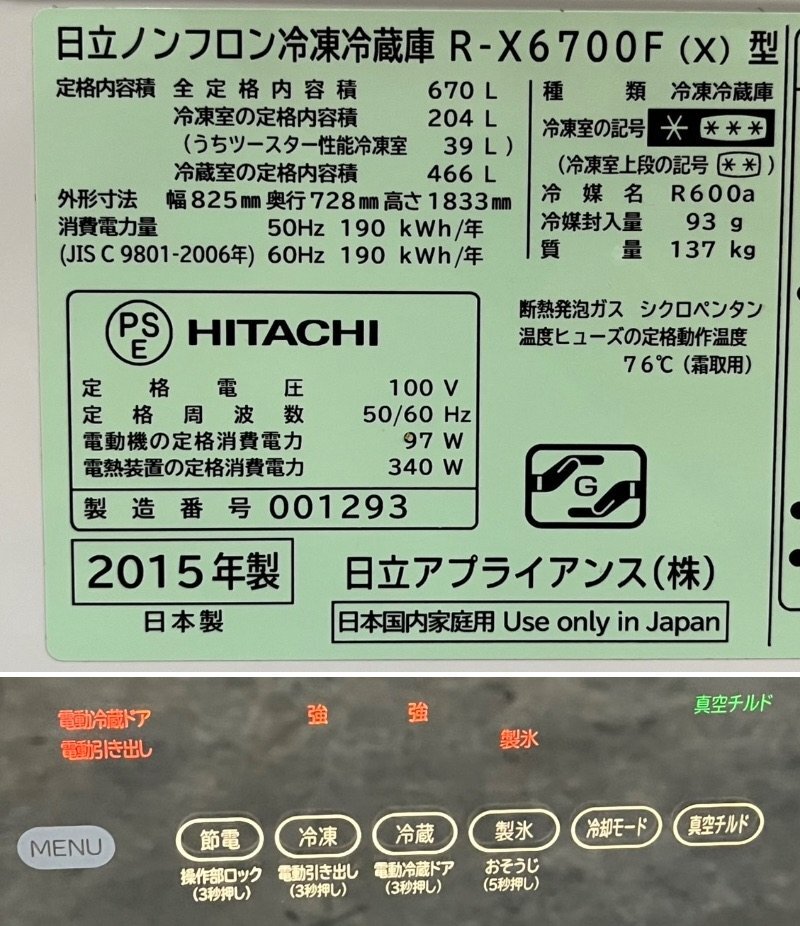 日立ノンフロン冷凍冷蔵庫 R-X6700F (X) 型
定格内容積 全定格内容積 670 L
冷凍室の定格内容積 204 L
(うちツースター性能冷凍室 39 L )
冷蔵室の定格内容積 466 L
外形寸法 幅825mm 奥行728mm 高さ1833mm
消費電力量 50Hz 190 kWh/年
(JIS C 9801-2006年) 60Hz 190 kWh/年
種類 冷凍冷蔵庫
冷凍室の記号 * ***
(冷凍室上段の記号 ** )
冷媒名 R600a
冷媒封入量 93 g
質量 137 kg
断熱発泡ガス シクロペンタン
温度ヒューズの定格動作温度
76℃ (霜取用)
PS
E
HITACHI
定格電圧 100 V
定格周波数 50/60 Hz
電動機の定格消費電力 97 W
電熱装置の定格消費電力 340 W
製造番号 001293
G
2015年製
日本製
日立アプライアンス(株)
日本国内家庭用 Use only in Japan
電動冷蔵ドア 強 強 真空チルド
電動引き出し 製氷
MENU 節電 冷凍 冷蔵 製氷 冷却モード 真空チルド
操作部ロック 電動引き出し 電動冷蔵ドア おそうじ
(3秒押し) (3秒押し) (3秒押し) (5秒押し)